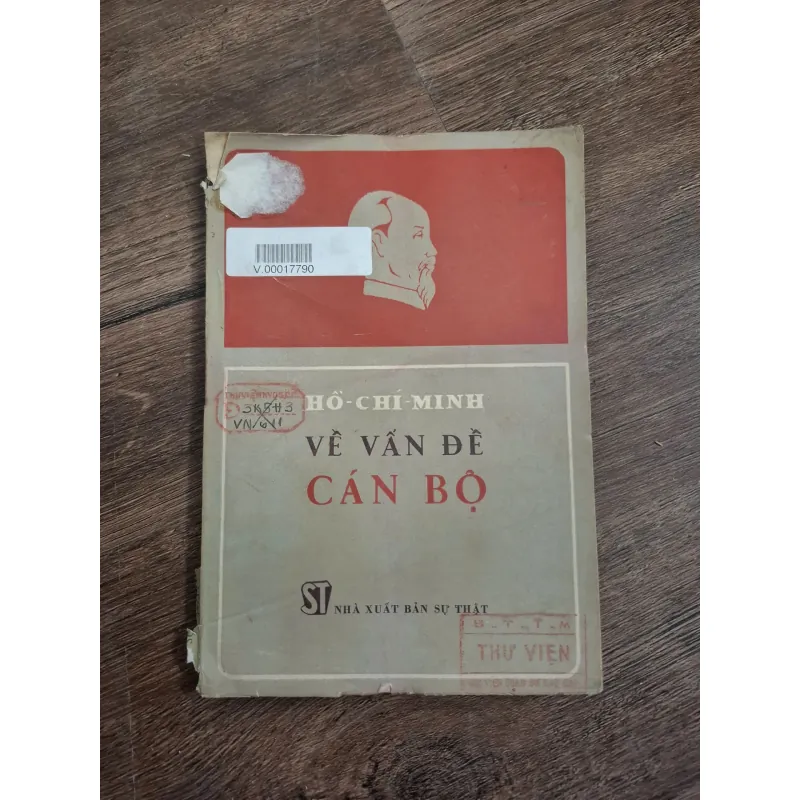 V.00017790
HỒ-CHÍ-MINH
VỀ VẤN ĐỀ
CÁN BỘ
ST NHÀ XUẤT BẢN SỰ THẬT
THƯ VIỆN